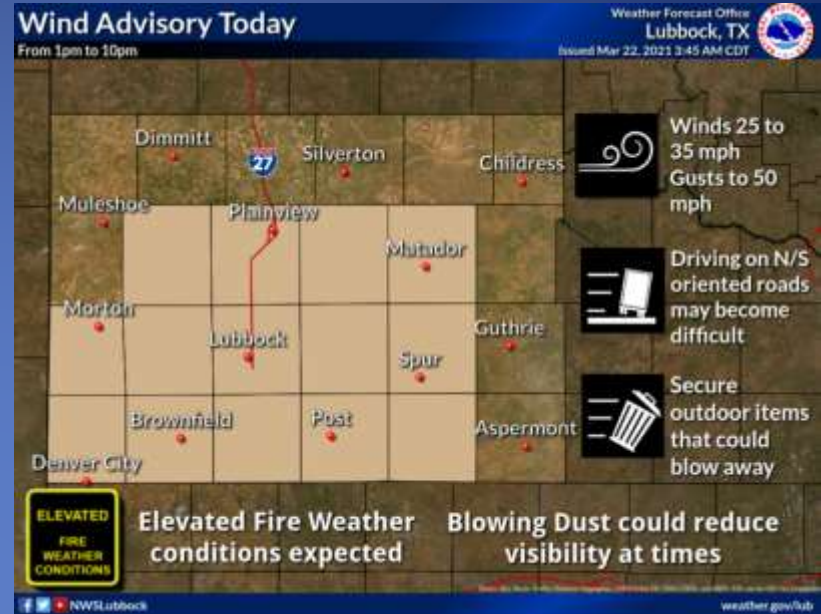 Wind Advisory Today
From 1pm to 10pm
Weather Forecast Office
Lubbock, TX
Issued Mar 22, 2021 3:45 AM CDT
Dimmitt
27
Silverton
Childress
Muleshoe
Plainview
Matador
Morton
Lubbock
Guthrie
Spur
Brownfield
Post
Aspermont
Denver City
Winds 25 to
35 mph
Gusts to 50
mph
Driving on N/S
oriented roads
may become
difficult
Secure
outdoor items
that could
blow away
ELEVATED
FIRE
WEATHER
CONDITIONS
Elevated Fire Weather
conditions expected
Blowing Dust could reduce
visibility at times
NWSLubbock
weather.gov/lub